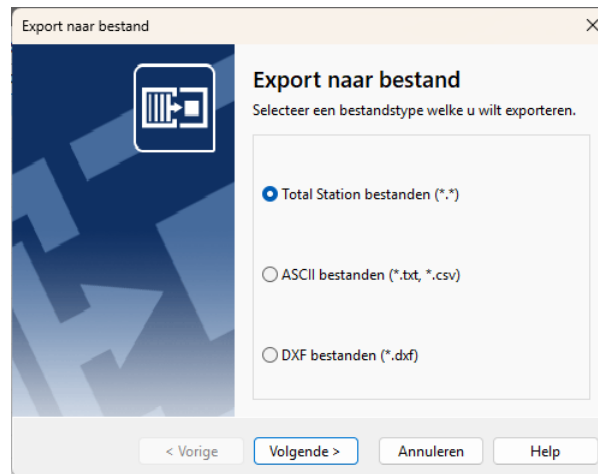 Export naar bestand
Export naar bestand
Selecteer een bestandstype welke u wilt exporteren.
Total Station bestanden (*.*)
ASCII bestanden (*.txt, *.csv)
DXF bestanden (*.dxf)
< Vorige
Volgende >
Annuleren
Help